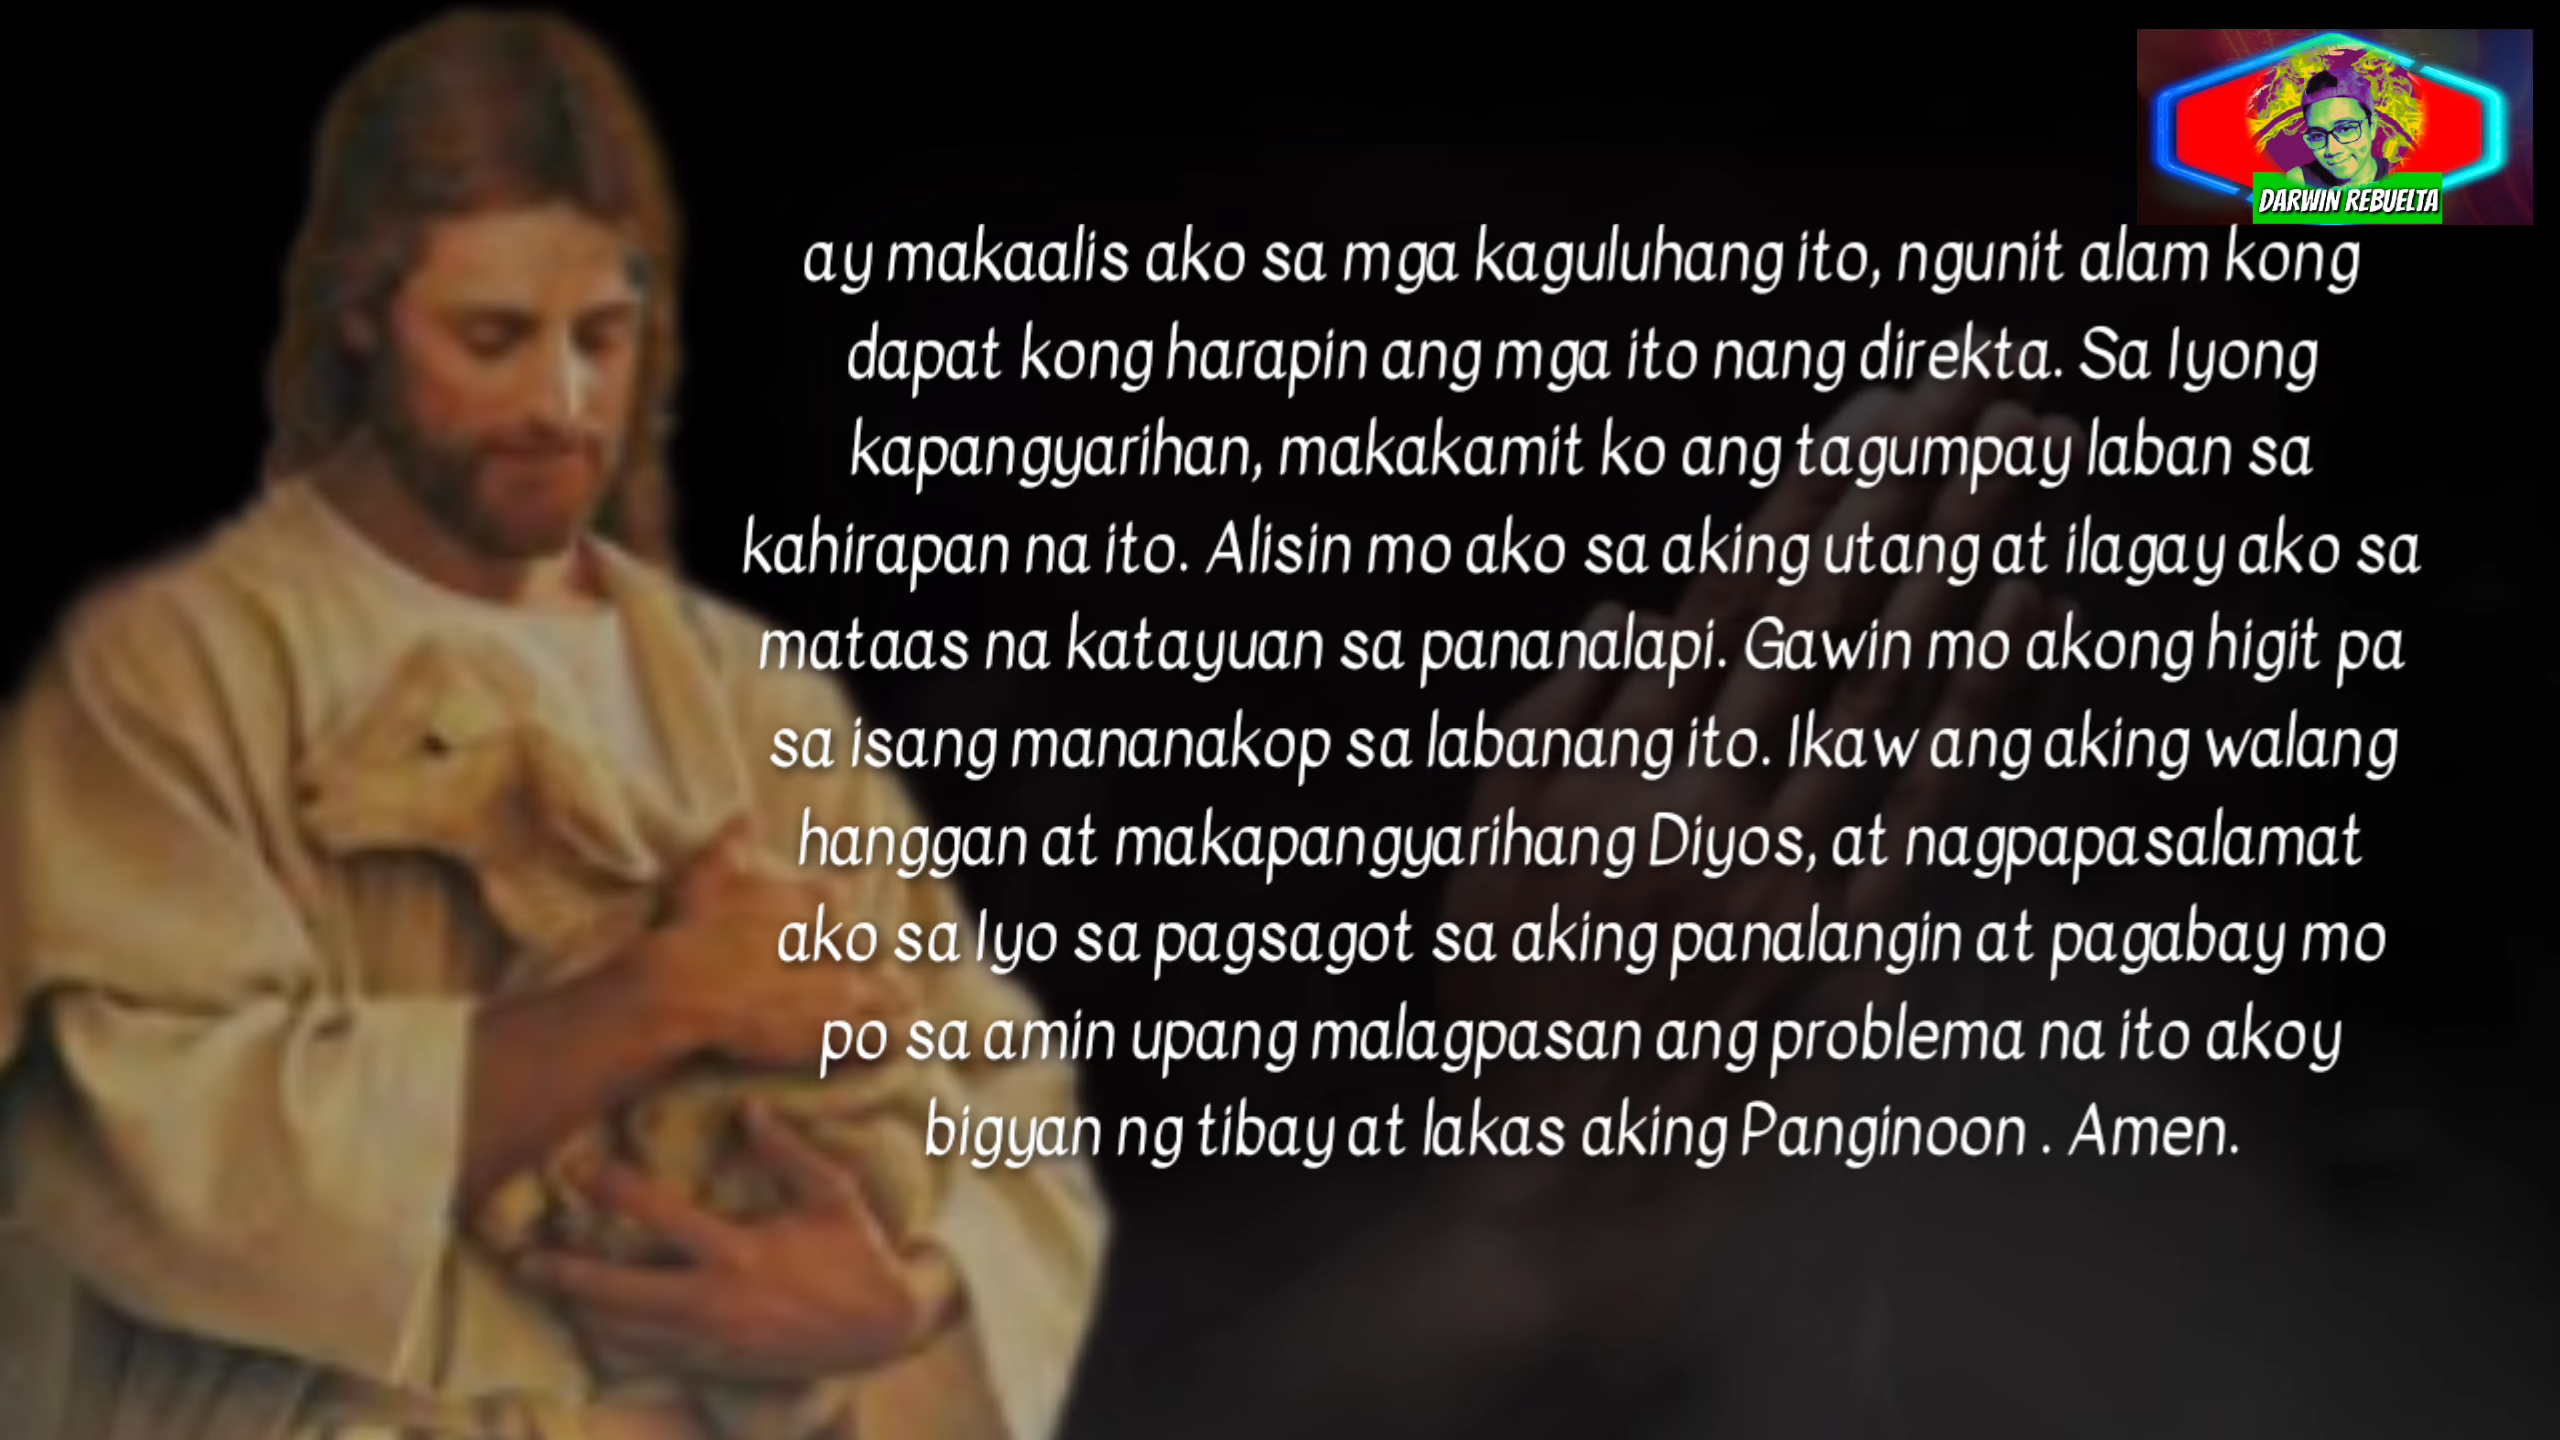 DARWIN REBUELTA
ay makaalis ako sa mga kaguluhang ito, ngunit alam kong
dapat kong harapin ang mga ito nang direkta. Sa Iyong
kapangyarihan, makakamit ko ang tagumpay laban sa
kahirapan na ito. Alisin mo ako sa aking utang at ilagay ako sa
mataas na katayuan sa pananalapi. Gawin mo akong higit pa
sa isang mananakop sa labanang ito. Ikaw ang aking walang
hanggan at makapangyarihang Diyos, at nagpapasalamat
ako sa Iyo sa pagsagot sa aking panalangin at pagabay mo
po sa amin upang malagpasan ang problema na ito akoy
bigyan ng tibay at lakas aking Panginoon . Amen.